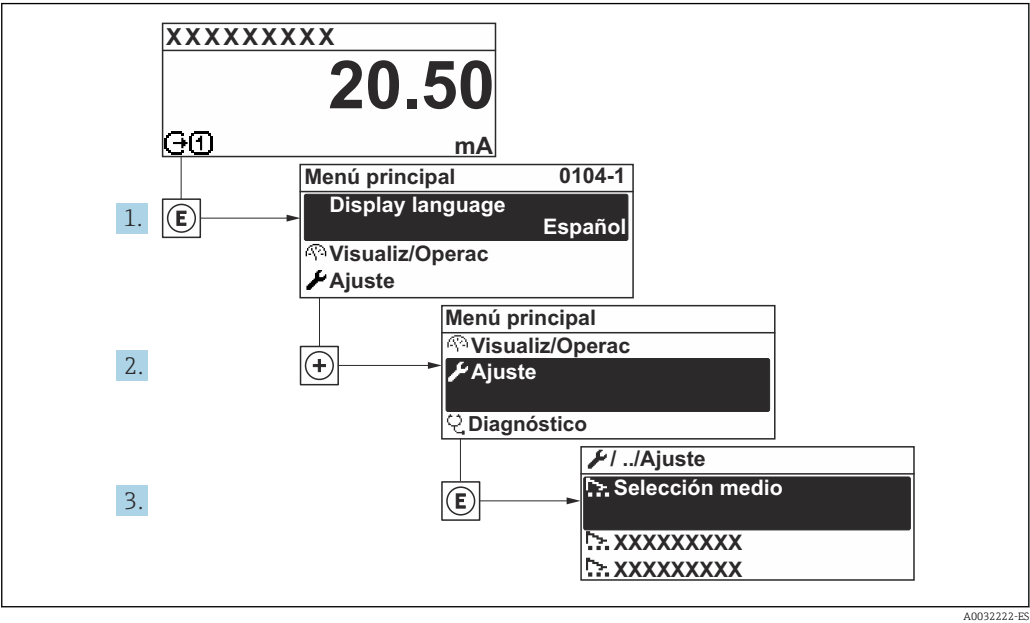 XXXXXXXXX
20.50
mA
1.
E
Menú principal 0104-1
Display language
Español
Visualiz/Operac
Ajuste
2.
+
Menú principal
Visualiz/Operac
Ajuste
Diagnóstico
3.
E
/ ../Ajuste
Selección medio
XXXXXXXXX
XXXXXXXXX
A0032222-ES